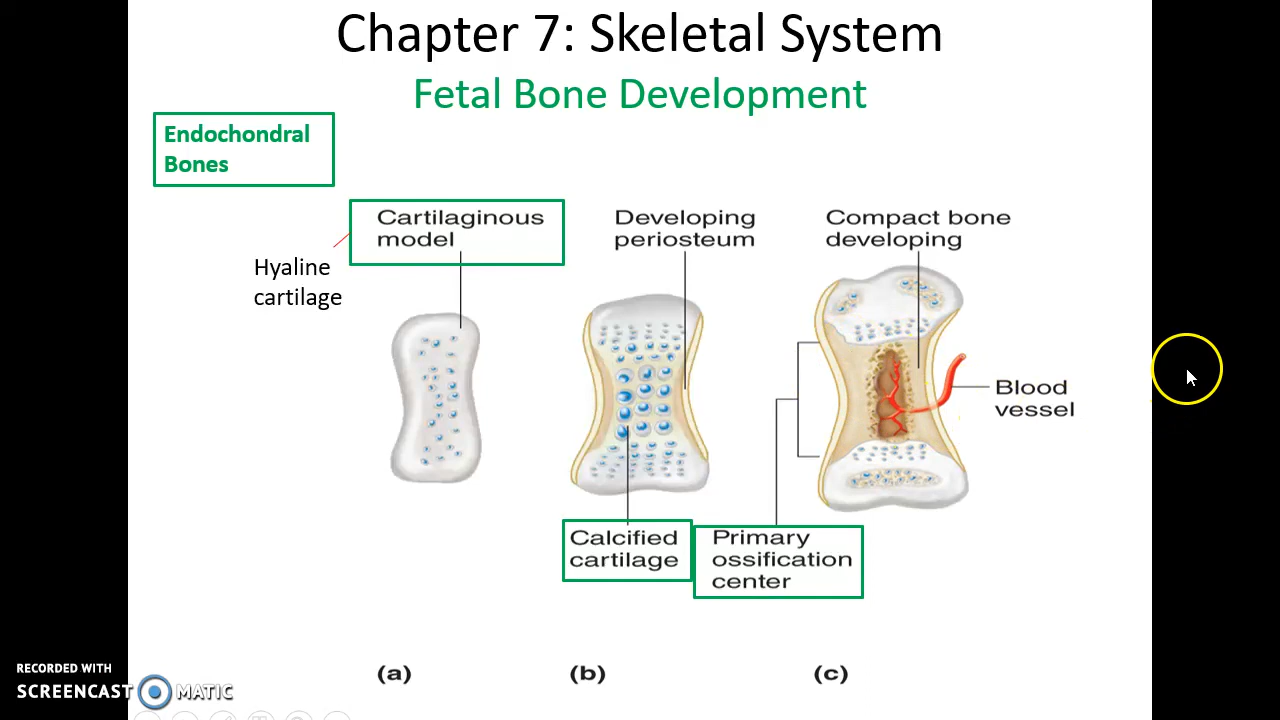 Chapter 7: Skeletal System
Fetal Bone Development
Endochondral
Bones
Cartilaginous
model
Hyaline
cartilage
Developing
periosteum
Compact bone
developing
Blood
vessel
Calcified
cartilage
Primary
ossification
center
(a)
(b)
(c)
RECORDED WITH
SCREENCAST MATIC